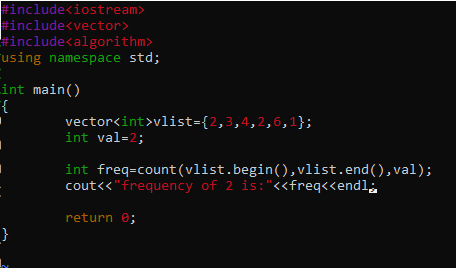 #include<iostream>
#include<vector>
#include<algorithm>
using namespace std;
int main()
{
vector<int>vlist={2,3,4,2,6,1};
int val=2;
int freq=count(vlist.begin(),vlist.end(),val);
cout<<"frequency of 2 is:"<<freq<<endl;
return 0;
}
~